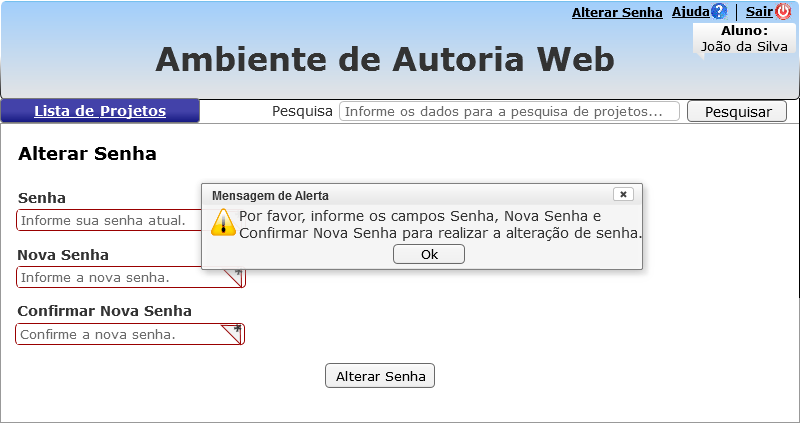 Alterar Senha Ajuda Sair
Aluno:
João da Silva
Ambiente de Autoria Web
Lista de Projetos
Pesquisa Informe os dados para a pesquisa de projetos... Pesquisar
Alterar Senha
Senha
Informe sua senha atual.
Mensagem de Alerta
Por favor, informe os campos Senha, Nova Senha e
Confirmar Nova Senha para realizar a alteração de senha.
Ok
Nova Senha
Informe a nova senha.
Confirmar Nova Senha
Confirme a nova senha.
Alterar Senha